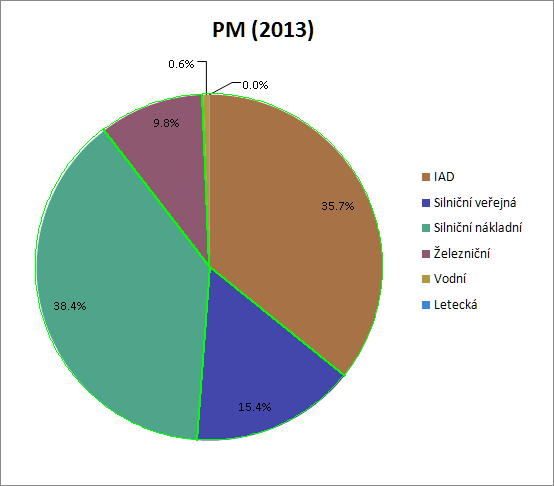 PM (2013)
0.6%
0.0%
9.8%
35.7%
38.4%
15.4%
IAD
Silniční veřejná
Silniční nákladní
Železniční
Vodní
Letecká